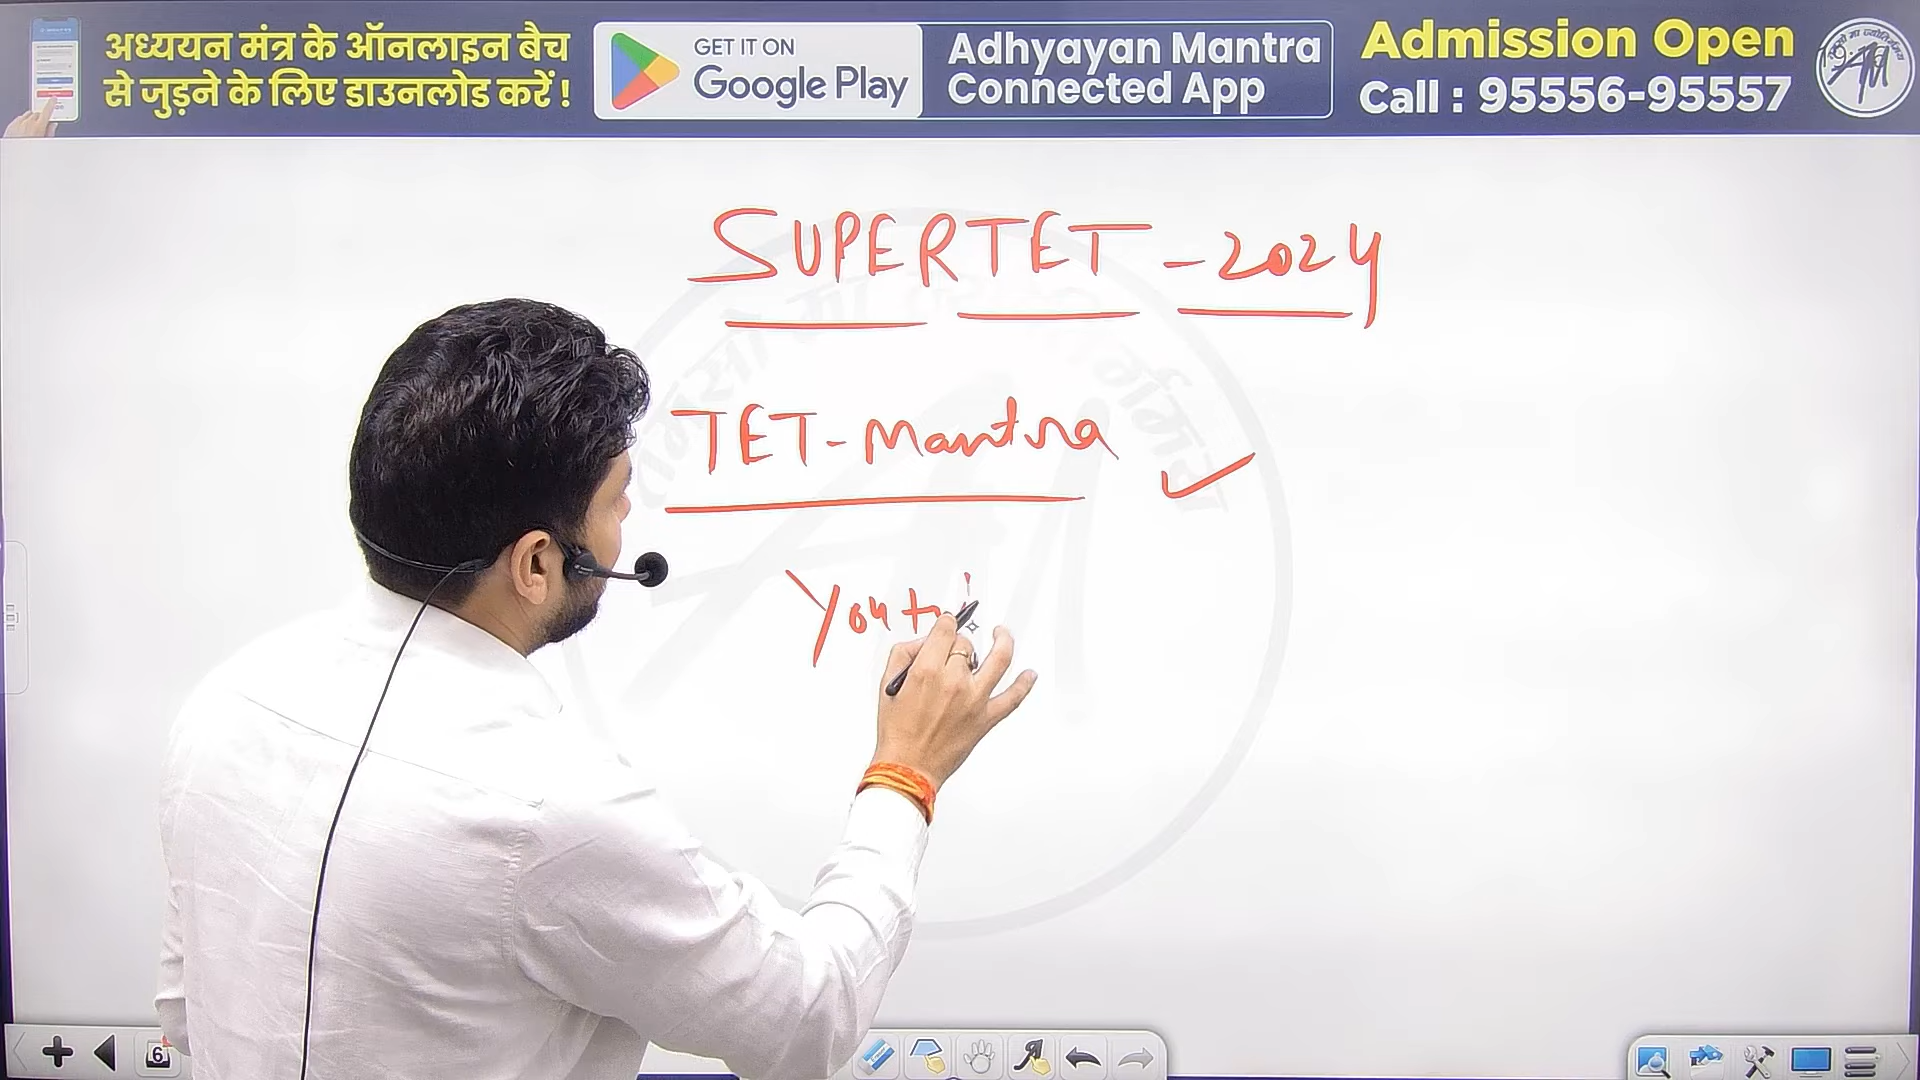 अध्ययन मंत्र के ऑनलाइन बैच
से जुड़ने के लिए डाउनलोड करें !
GET IT ON
Google Play
Adhyayan Mantra
Connected App
Admission Open
Call : 95556-95557
SUPERTET - 2024
TET - Mantra
6